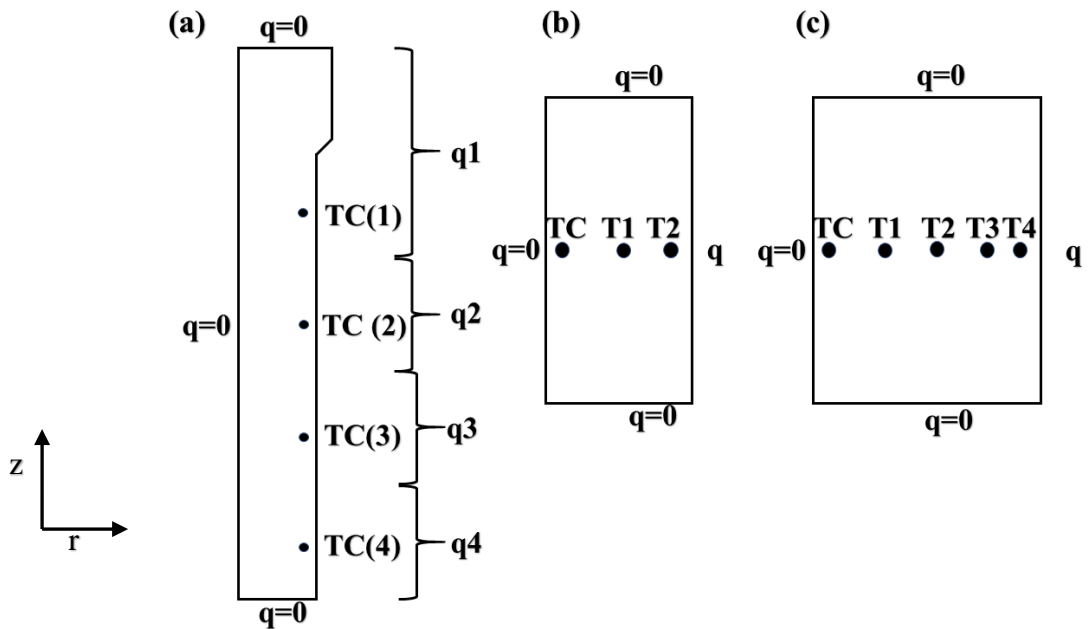 (a)
q=0
q1
TC(1)
q=0
TC (2)
q2
TC(3)
q3
TC(4)
q4
q=0
z
r
(b)
q=0
TC T1 T2
q=0
q
q=0
(c)
q=0
TC T1 T2 T3 T4
q=0
q
q=0